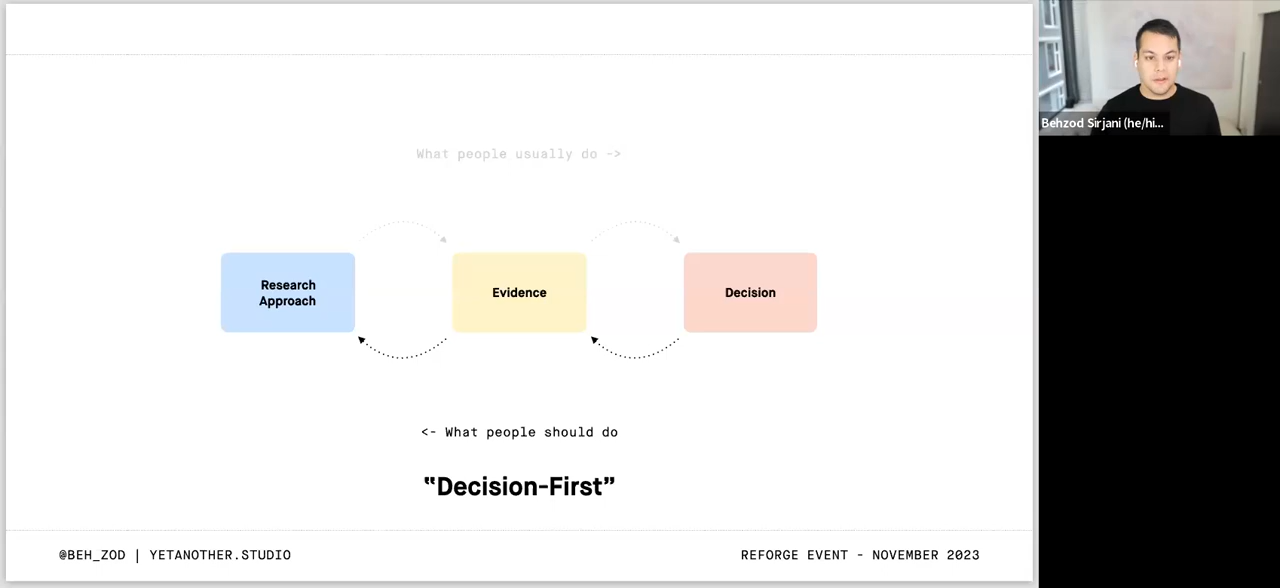 What people usually do ->
Research
Approach
Evidence
Decision
<- What people should do
“Decision-First”
@BEH_ZOD | YETANOTHER.STUDIO
REFORGE EVENT - NOVEMBER 2023
Behzod Sirjani (he/hi...